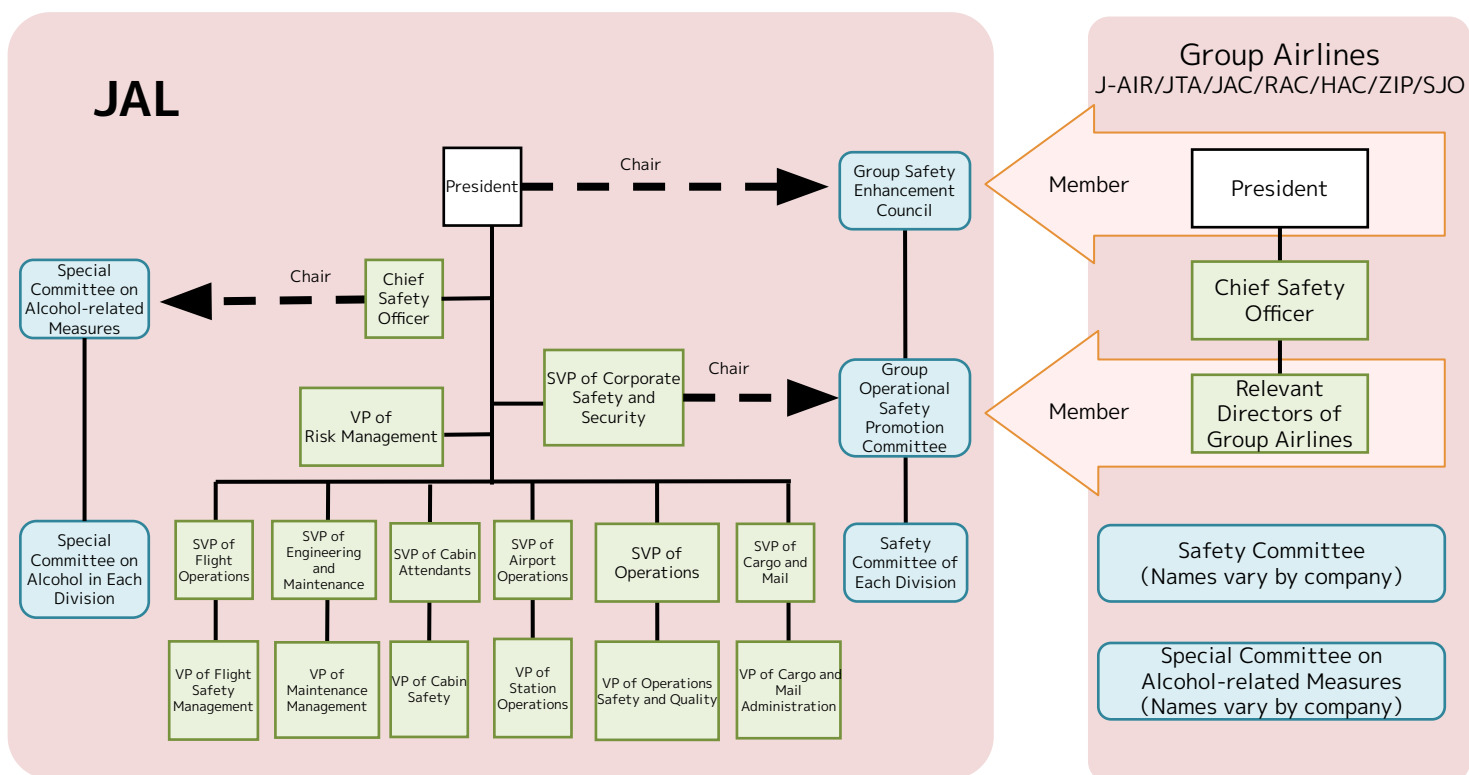 JAL
President
Chair
Group Safety
Enhancement
Council
Special
Committee on
Alcohol-related
Measures
Chair
Chief
Safety
Officer
SVP of Corporate
Safety and
Security
Chair
Group
Operational
Safety
Promotion
Committee
VP of
Risk Management
Special
Committee on
Alcohol in Each
Division
SVP of
Flight
Operations
SVP of
Engineering
and
Maintenance
SVP of Cabin
Attendants
SVP of
Airport
Operations
SVP of
Operations
SVP of
Cargo and
Mail
Safety
Committee of
Each Division
VP of Flight
Safety
Management
VP of
Maintenance
Management
VP of Cabin
Safety
VP of
Station
Operations
VP of Operations
Safety and Quality
VP of Cargo and
Mail
Administration
Group Airlines
J-AIR/JTA/JAC/RAC/HAC/ZIP/SJO
Member
President
Chief Safety
Officer
Member
Relevant
Directors of
Group Airlines
Safety Committee
(Names vary by company)
Special Committee on
Alcohol-related Measures
(Names vary by company)